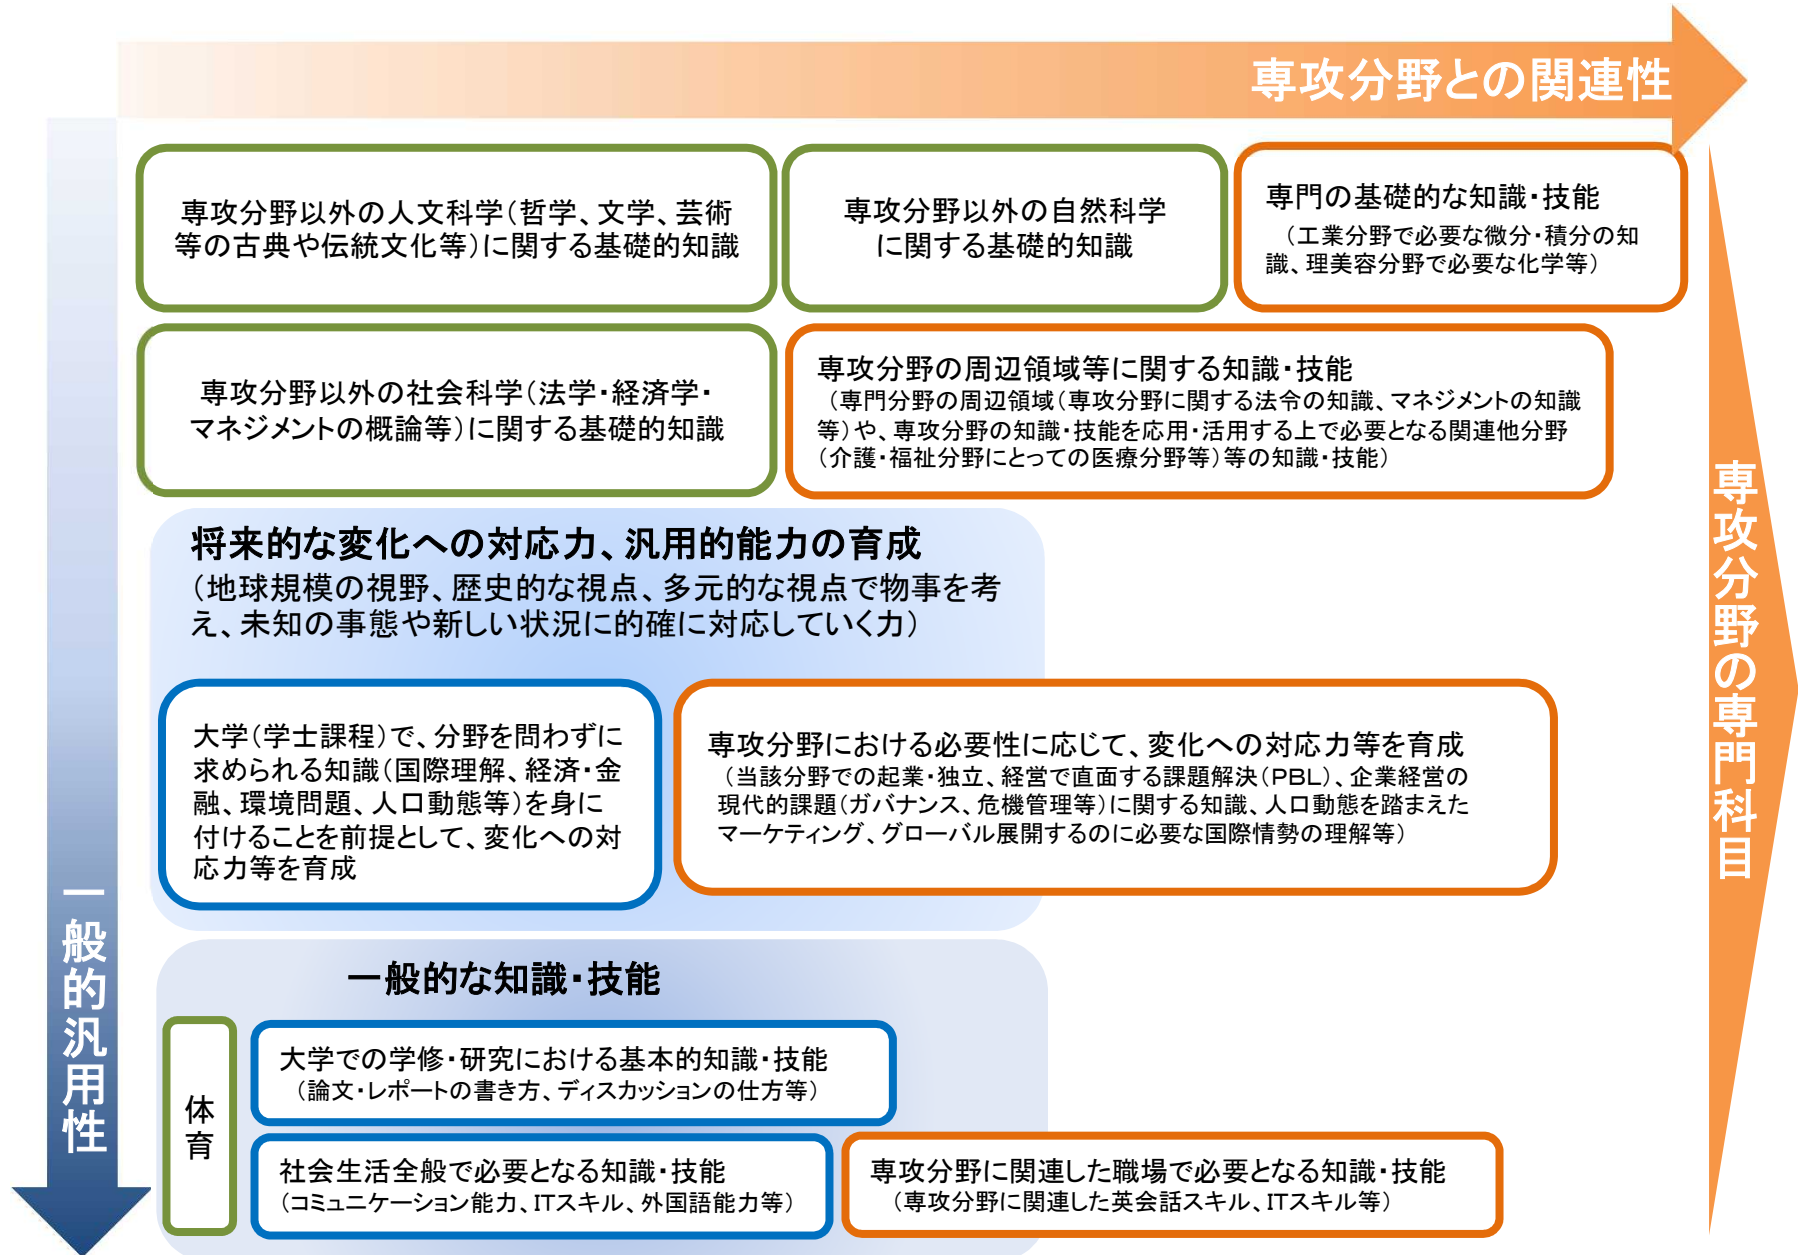 専攻分野との関連性
専攻分野以外の人文科学(哲学、文学、芸術
等の古典や伝統文化等)に関する基礎的知識
専攻分野以外の自然科学
に関する基礎的知識
専門の基礎的な知識・技能
(工業分野で必要な微分・積分の知
識、理美容分野で必要な化学等)
専攻分野以外の社会科学(法学・経済学・
マネジメントの概論等)に関する基礎的知識
専攻分野の周辺領域等に関する知識・技能
(専門分野の周辺領域(専攻分野に関する法令の知識、マネジメントの知識
等)や、専攻分野の知識・技能を応用・活用する上で必要となる関連他分野
(介護・福祉分野にとっての医療分野等)等の知識・技能)
将来的な変化への対応力、汎用的能力の育成
(地球規模の視野、歴史的な視点、多元的な視点で物事を考
え、未知の事態や新しい状況に的確に対応していく力)
大学(学士課程)で、分野を問わずに
求められる知識(国際理解、経済・金
融、環境問題、人口動態等)を身に
付けることを前提として、変化への対
応力等を育成
専攻分野における必要性に応じて、変化への対応力等を育成
(当該分野での起業・独立、経営で直面する課題解決(PBL)、企業経営の
現代的課題(ガバナンス、危機管理等)に関する知識、人口動態を踏まえた
マーケティング、グローバル展開するのに必要な国際情勢の理解等)
一般的な知識・技能
体育
大学での学修・研究における基本的知識・技能
(論文・レポートの書き方、ディスカッションの仕方等)
社会生活全般で必要となる知識・技能
(コミュニケーション能力、ITスキル、外国語能力等)
専攻分野に関連した職場で必要となる知識・技能
(専攻分野に関連した英会話スキル、ITスキル等)
一般的汎用性
専攻分野の専門科目